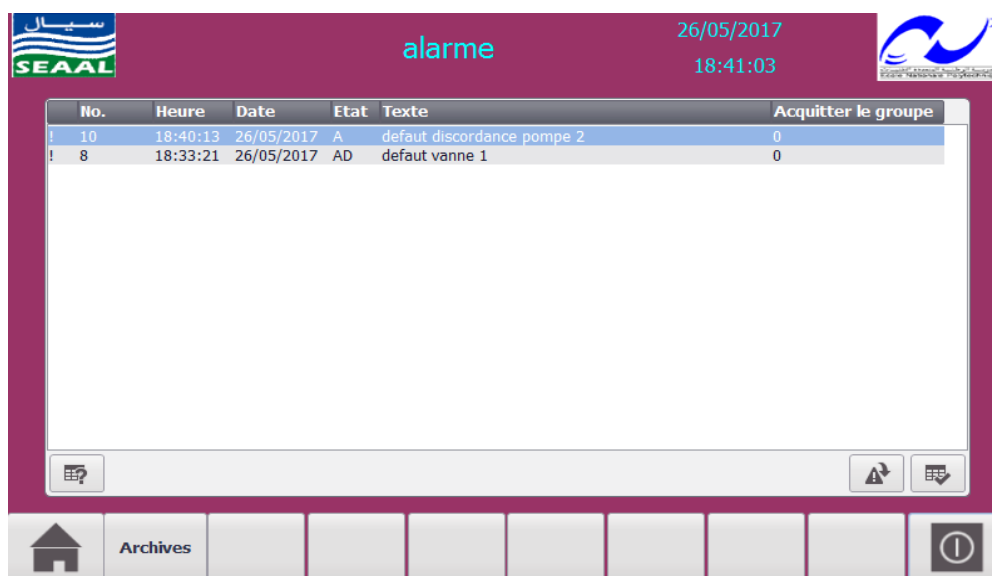 سيال
SEAAL
alarme
26/05/2017
18:41:03
No. Heure Date Etat Texte Acquitter le groupe
! 10 18:40:13 26/05/2017 A defaut discordance pompe 2 0
! 8 18:33:21 26/05/2017 AD defaut vanne 1 0
Archives